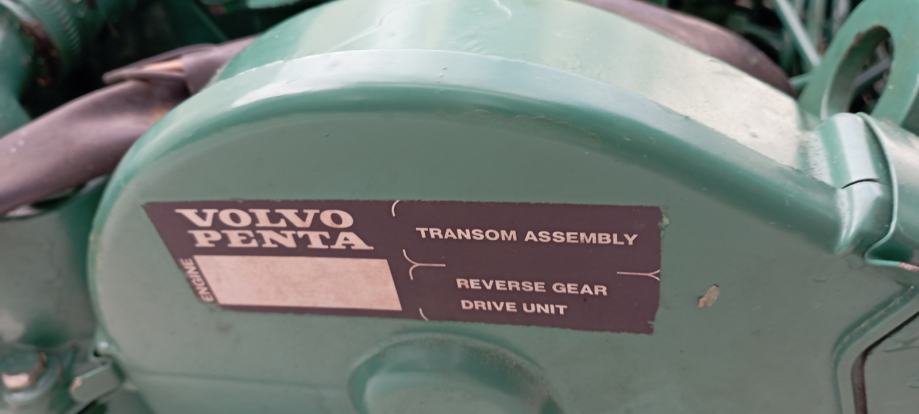 VOLVO
PENTA
ENGINE
TRANSOM ASSEMBLY
REVERSE GEAR
DRIVE UNIT